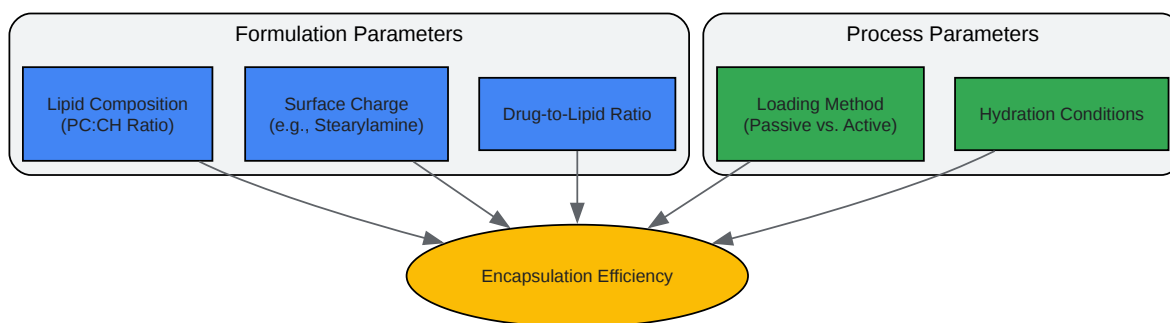 Formulation Parameters
Process Parameters
Lipid Composition
(PC:CH Ratio)
Surface Charge
(e.g., Stearylamine)
Drug-to-Lipid Ratio
Loading Method
(Passive vs. Active)
Hydration Conditions
Encapsulation Efficiency